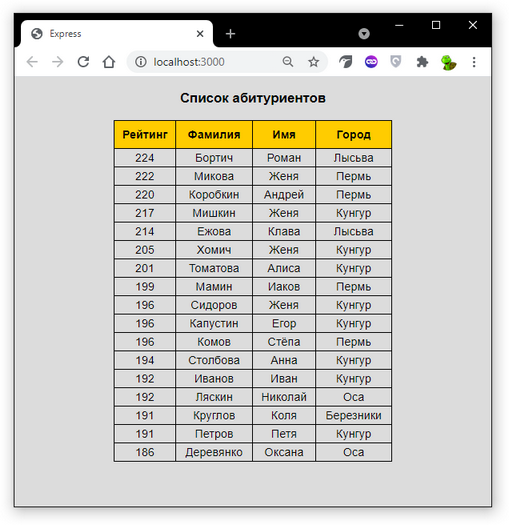 Express
localhost:3000
Список абитуриентов
Рейтинг Фамилия Имя Город
224 Бортич Роман Лысьва
222 Микова Женя Пермь
220 Коробкин Андрей Пермь
217 Мишкин Женя Кунгур
214 Ежова Клава Лысьва
205 Хомич Женя Кунгур
201 Томатова Алиса Кунгур
199 Мамин Иаков Пермь
196 Сидоров Женя Кунгур
196 Капустин Егор Кунгур
196 Комов Стёпа Пермь
194 Столбова Анна Кунгур
192 Иванов Иван Кунгур
192 Ляскин Николай Оса
191 Круглов Коля Березники
191 Петров Петя Кунгур
186 Деревянко Оксана Оса